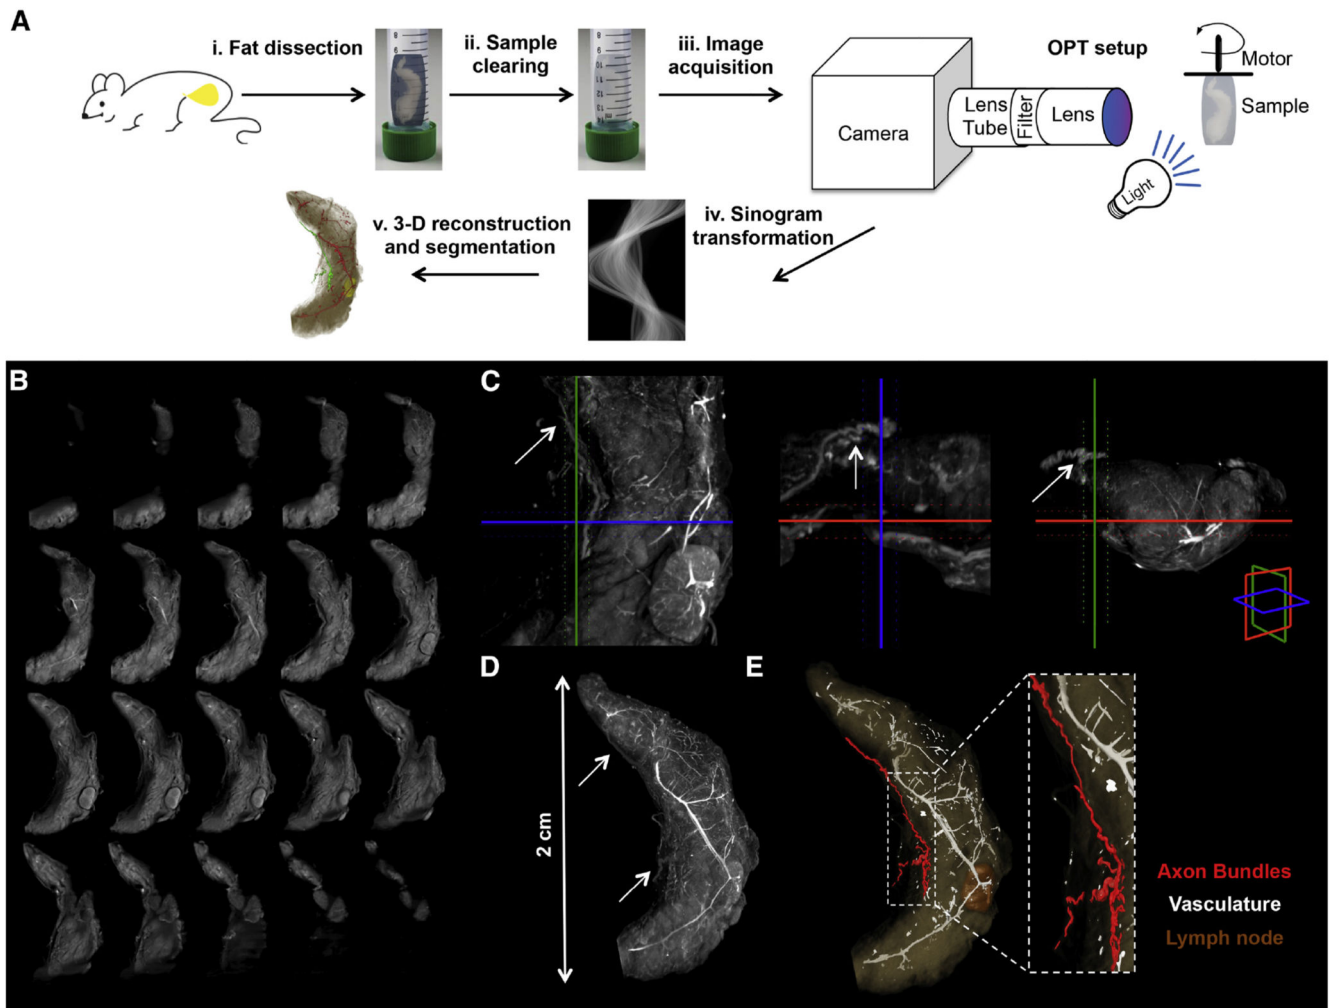 A
i. Fat dissection
ii. Sample
clearing
iii. Image
acquisition
OPT setup
Motor
Sample
Camera
Lens
Tube
Filter
Lens
Light
iv. Sinogram
transformation
v. 3-D reconstruction
and segmentation
B
C
D
2 cm
E
Axon Bundles
Vasculature
Lymph node